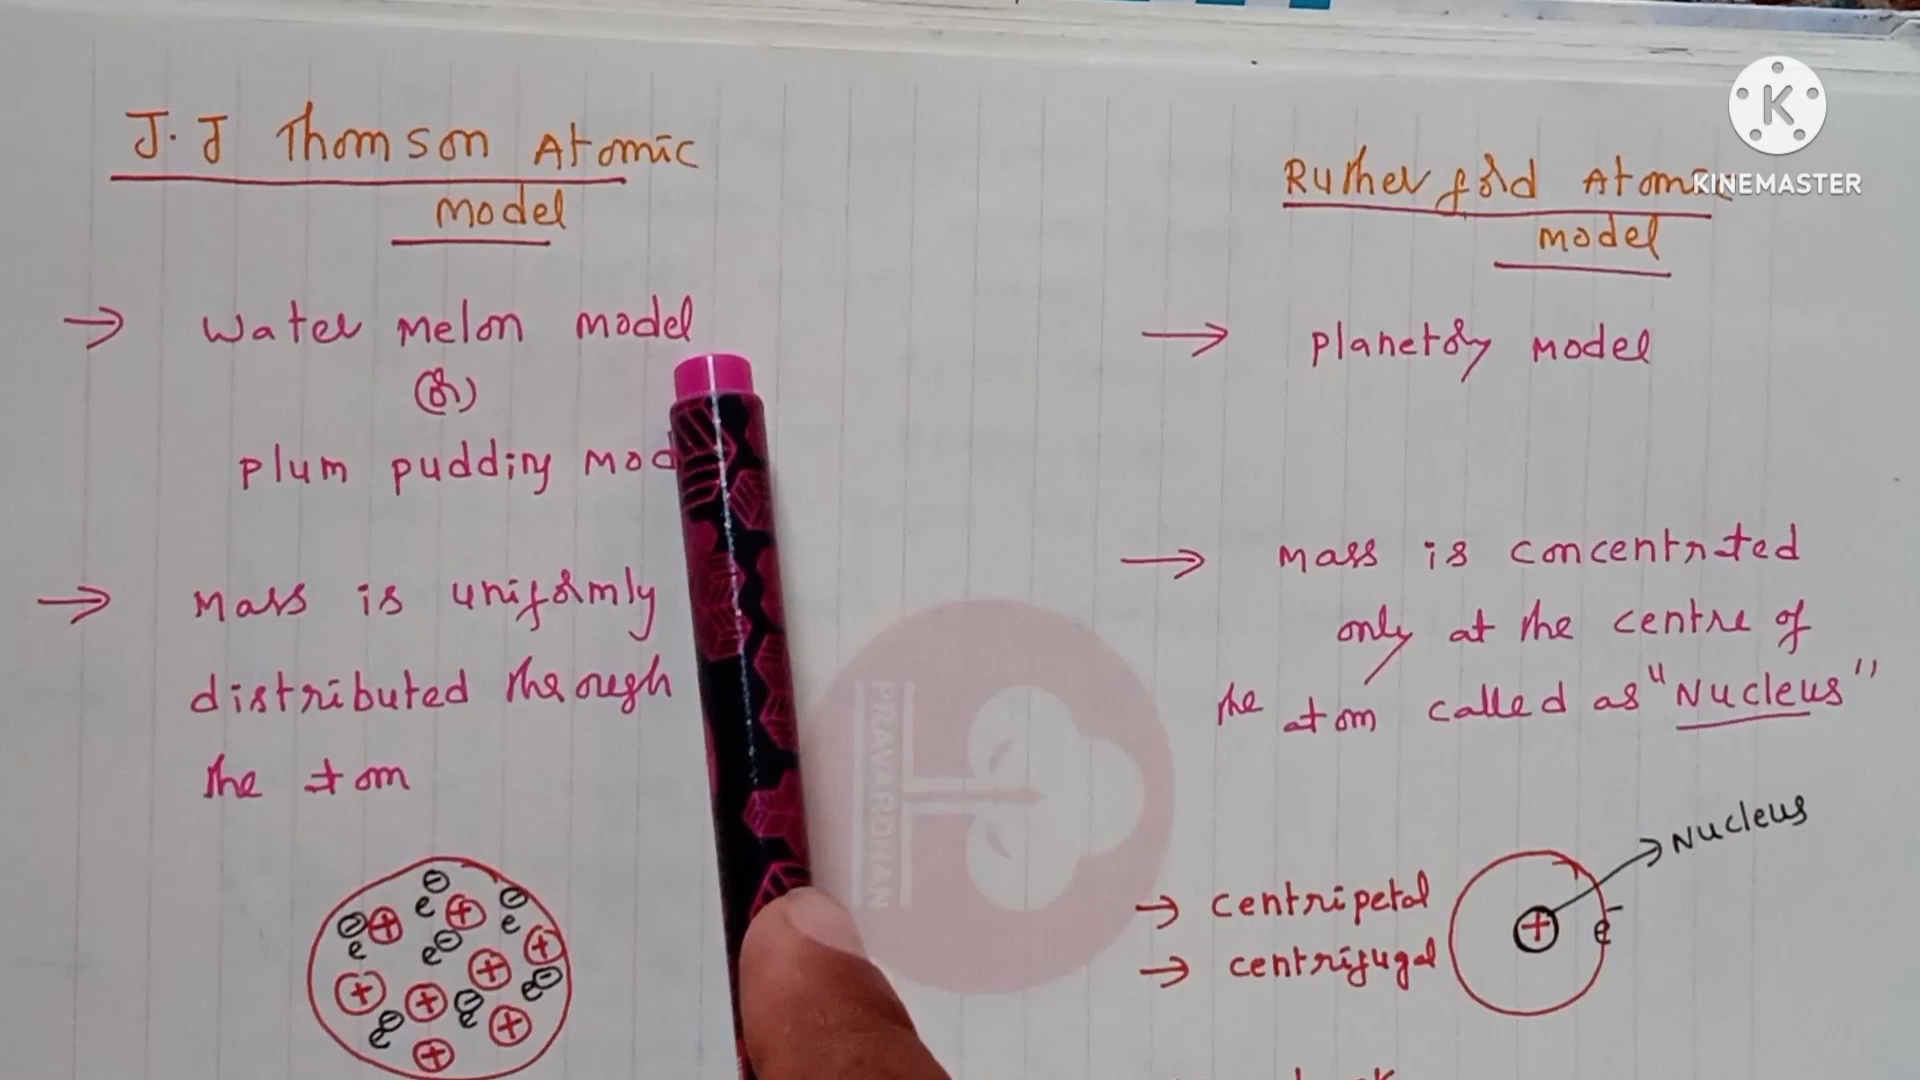 J.J Thomson Atomic
model
→ water melon model
(or)
plum pudding mod
→ Mass is uniformly
distributed through
the atom
e e e e e e e
Rutherford Atomic
model
→ planetory model
→ Mass is concentrated
only at the centre of
the atom called as "Nucleus"
Nucleus
→ centripetal
→ centrifugal
+ e⁻
KINEMASTER
PRAVARDHAN